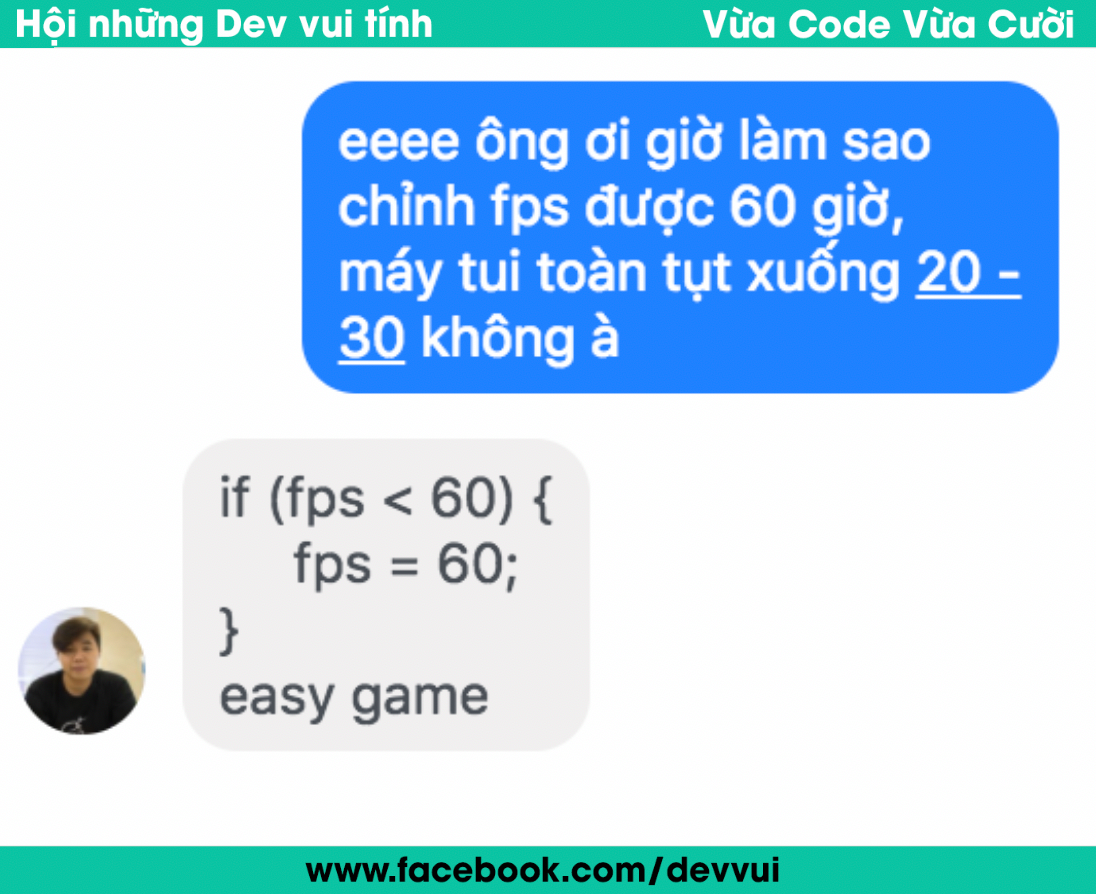 Hội những Dev vui tính
Vừa Code Vừa Cười
eeee ông ơi giờ làm sao
chỉnh fps được 60 giờ,
máy tui toàn tụt xuống 20 -
30 không à
if (fps < 60) {
fps = 60;
}
easy game
www.facebook.com/devvui